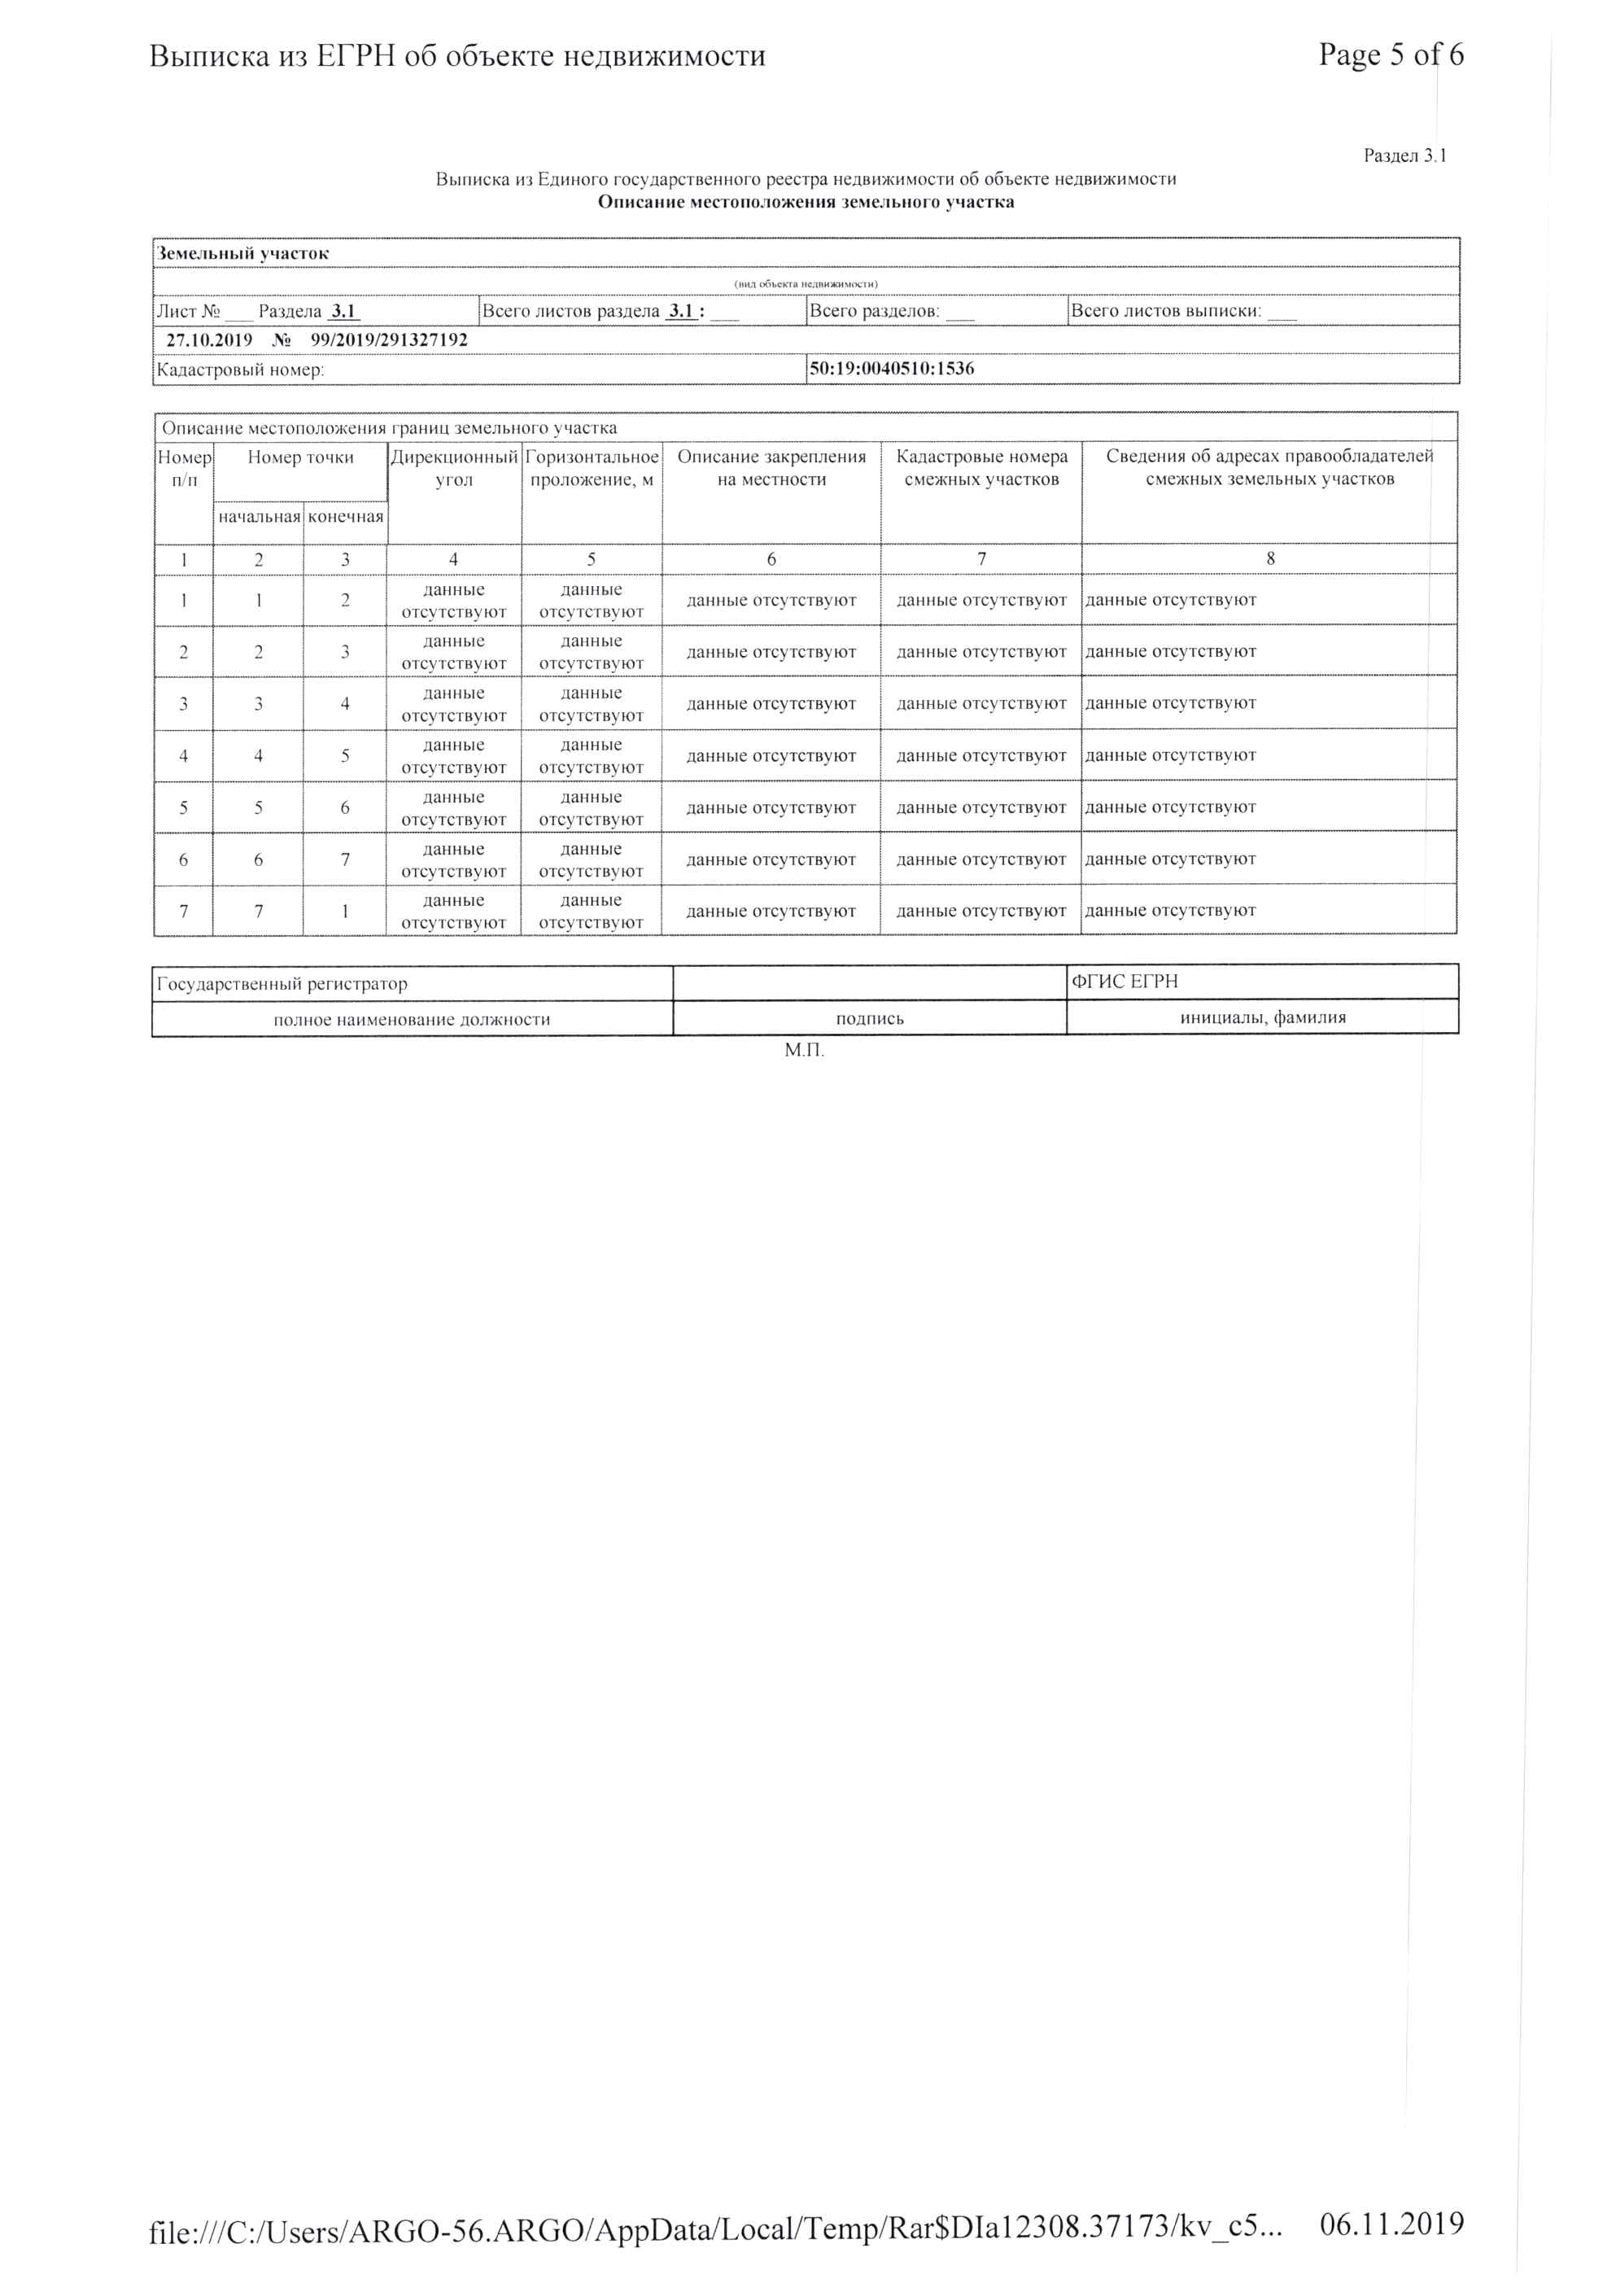 Выписка из ЕГРН об объекте недвижимости Page 5 of 6
Раздел 3.1
Выписка из Единого государственного реестра недвижимости об объекте недвижимости
Описание местоположения земельного участка
Земельный участок
(вид объекта недвижимости)
Лист № ___ Раздела 3.1 Всего листов раздела 3.1 : ___ Всего разделов: ___ Всего листов выписки: ___
27.10.2019 № 99/2019/291327192
Кадастровый номер: 50:19:0040510:1536
Описание местоположения границ земельного участка
Номер Номер точки Дирекционный Горизонтальное Описание закрепления Кадастровые номера Сведения об адресах правообладателей
п/п угол проложение, м на местности смежных участков смежных земельных участков
начальная конечная
1 2 3 4 5 6 7 8
данные данные
1 1 2 данные отсутствуют данные отсутствуют данные отсутствуют
отсутствуют отсутствуют
данные данные
2 2 3 данные отсутствуют данные отсутствуют данные отсутствуют
отсутствуют отсутствуют
данные данные
3 3 4 данные отсутствуют данные отсутствуют данные отсутствуют
отсутствуют отсутствуют
данные данные
4 4 5 данные отсутствуют данные отсутствуют данные отсутствуют
отсутствуют отсутствуют
данные данные
5 5 6 данные отсутствуют данные отсутствуют данные отсутствуют
отсутствуют отсутствуют
данные данные
6 6 7 данные отсутствуют данные отсутствуют данные отсутствуют
отсутствуют отсутствуют
данные данные
7 7 1 данные отсутствуют данные отсутствуют данные отсутствуют
отсутствуют отсутствуют
Государственный регистратор ФГИС ЕГРН
полное наименование должности подпись инициалы, фамилия
М.П.
file:///C:/Users/ARGO-56.ARGO/AppData/Local/Temp/Rar$DIa12308.37173/kv_c5... 06.11.2019